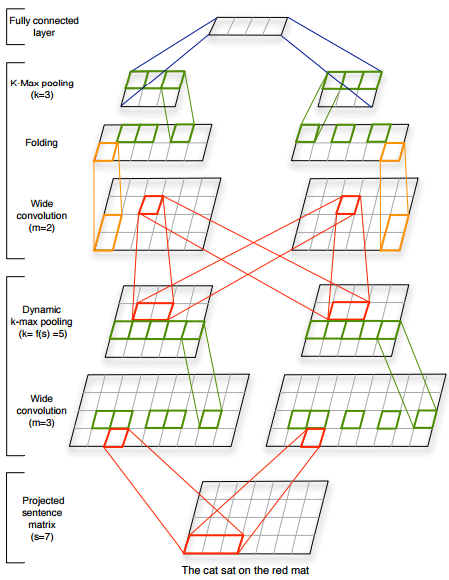 Fully connected
layer
K-Max pooling
(k=3)
Folding
Wide
convolution
(m=2)
Dynamic
k-max pooling
(k= f(s) =5)
Wide
convolution
(m=3)
Projected
sentence
matrix
(s=7)
The cat sat on the red mat